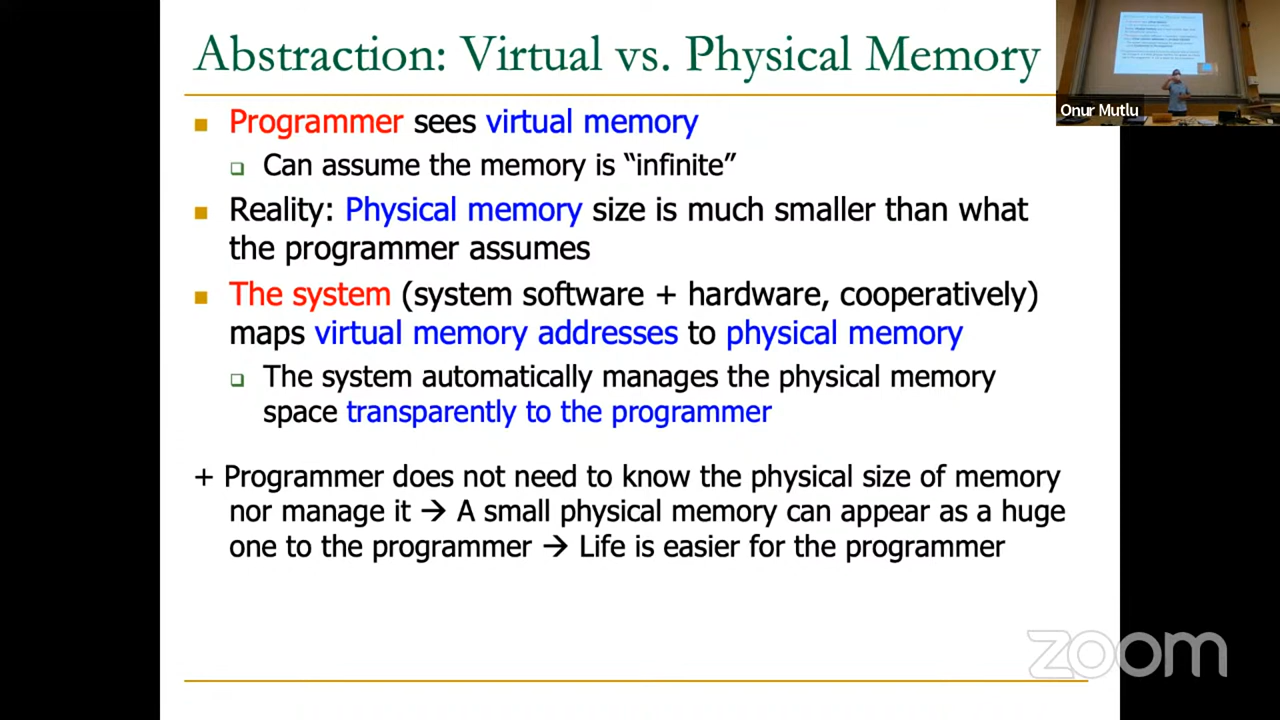 Abstraction: Virtual vs. Physical Memory
Onur Mutlu
■ Programmer sees virtual memory
❑ Can assume the memory is “infinite”
■ Reality: Physical memory size is much smaller than what
the programmer assumes
■ The system (system software + hardware, cooperatively)
maps virtual memory addresses to physical memory
❑ The system automatically manages the physical memory
space transparently to the programmer
+ Programmer does not need to know the physical size of memory
nor manage it → A small physical memory can appear as a huge
one to the programmer → Life is easier for the programmer
zoom